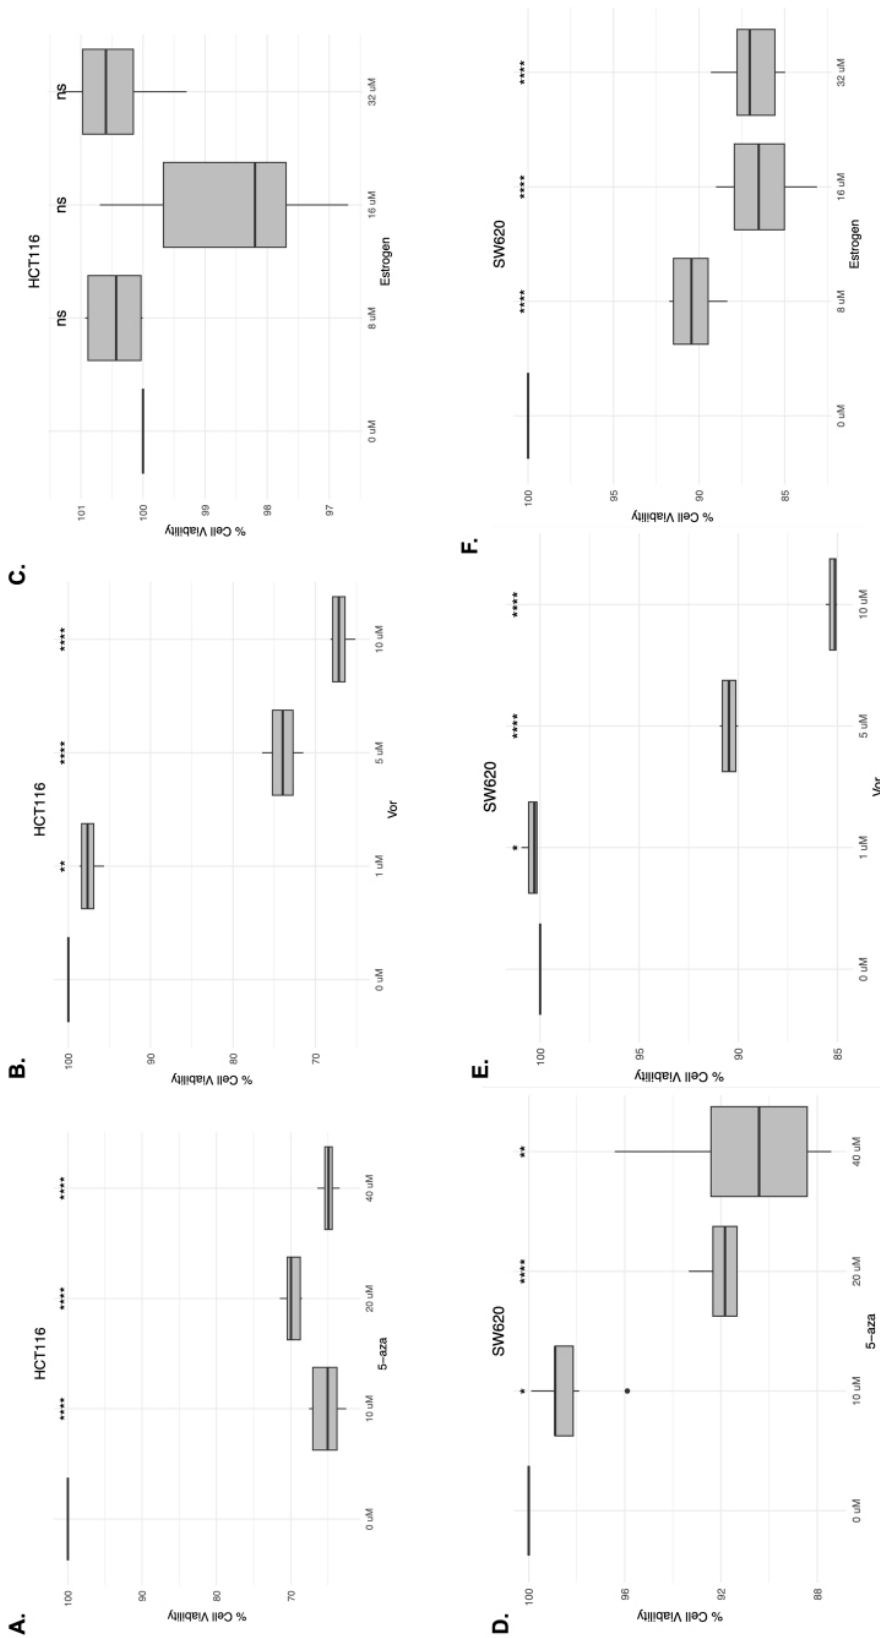 A.
HCT116
**** **** ****
100
90
80
70
% Cell Viability
0 uM 10 uM 20 uM 40 uM
5-aza
B.
HCT116
** **** ****
100
90
80
70
% Cell Viability
0 uM 1 uM 5 uM 10 uM
Vor
C.
HCT116
ns ns ns
101
100
99
98
97
% Cell Viability
0 uM 8 uM 16 uM 32 uM
Estrogen
D.
SW620
* **** **
100
96
92
88
% Cell Viability
0 uM 10 uM 20 uM 40 uM
5-aza
E.
SW620
* **** ****
100
95
90
85
% Cell Viability
0 uM 1 uM 5 uM 10 uM
Vor
F.
SW620
**** **** ****
100
95
90
85
% Cell Viability
0 uM 8 uM 16 uM 32 uM
Estrogen